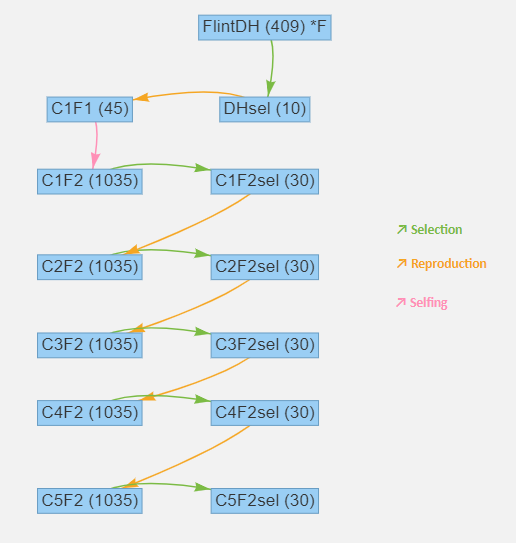 FlintDH (409) *F
C1F1 (45)
DHsel (10)
C1F2 (1035)
C1F2sel (30)
Selection
C2F2 (1035)
C2F2sel (30)
Reproduction
Selfing
C3F2 (1035)
C3F2sel (30)
C4F2 (1035)
C4F2sel (30)
C5F2 (1035)
C5F2sel (30)